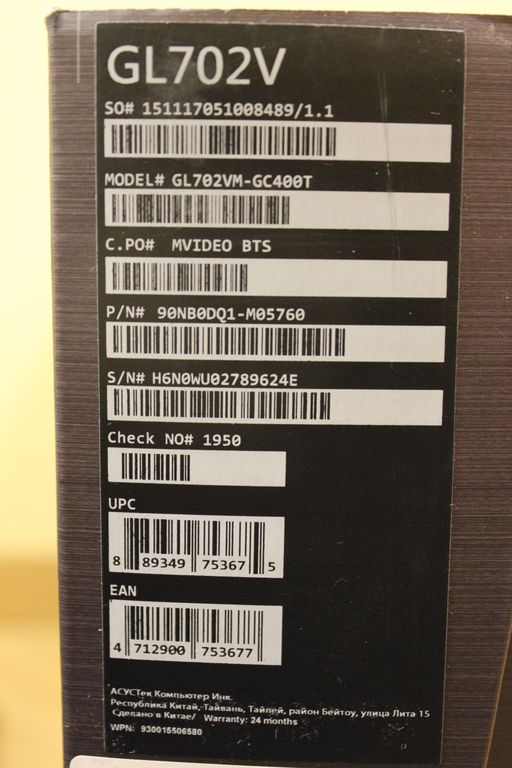 GL702V
SO# 151117051008489/1.1
MODEL# GL702VM-GC400T
C.PO# MVIDEO BTS
P/N# 90NB0DQ1-M05760
S/N# H6N0WU02789624E
Check NO# 1950
UPC
8 89349 75367 5
EAN
4 712900 753677
АСУСТек Компьютер Инк.
Республика Китай, Тайвань, Тайпей, район Бейтоу, улица Лита 15
Сделано в Китае/ Warranty: 24 months
WPN: 930015506580